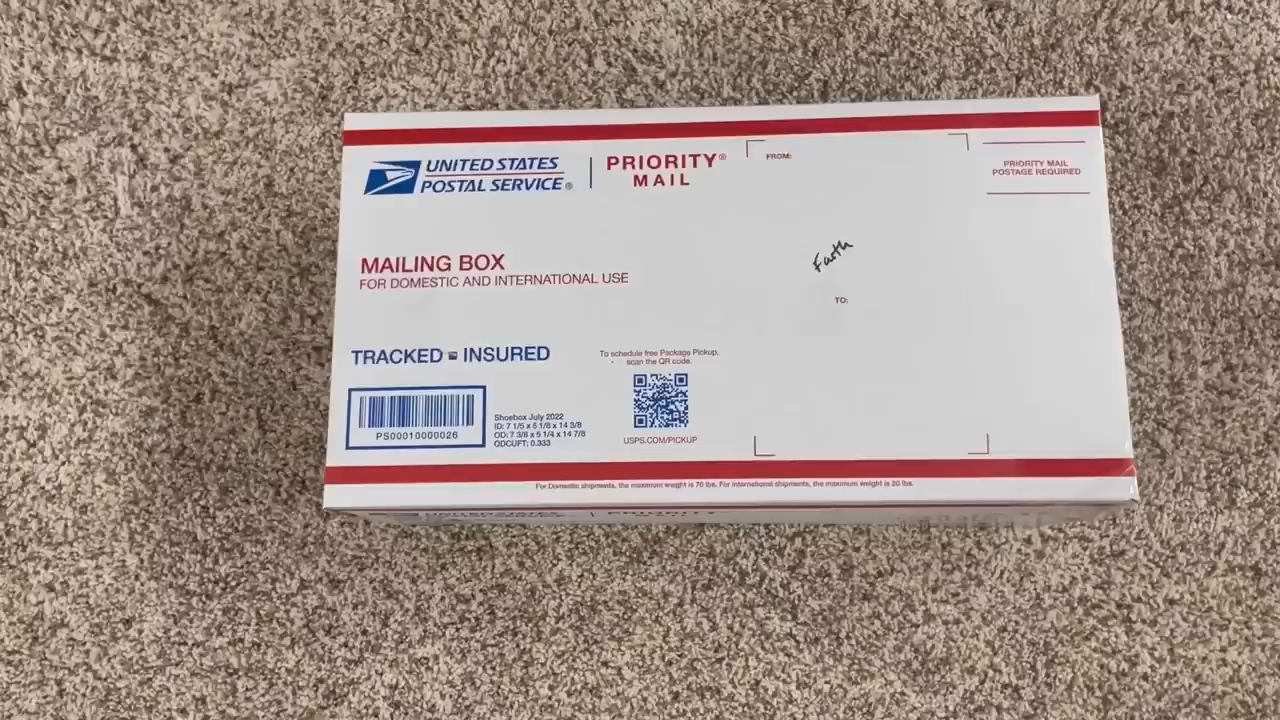 UNITED STATES
POSTAL SERVICE®
PRIORITY®
MAIL
FROM:
PRIORITY MAIL
POSTAGE REQUIRED
MAILING BOX
FOR DOMESTIC AND INTERNATIONAL USE
TO:
TRACKED INSURED
To schedule free Package Pickup,
scan the QR code.
PS00010000026
Shoebox July 2022
ID: 7 1/5 x 5 1/8 x 14 3/8
OD: 7 3/8 x 5 1/4 x 14 7/8
ODCUFT: 0.333
USPS.COM/PICKUP
For Domestic shipments, the maximum weight is 70 lbs. For international shipments, the maximum weight is 20 lbs.
UNITED STATES
PRIORITY